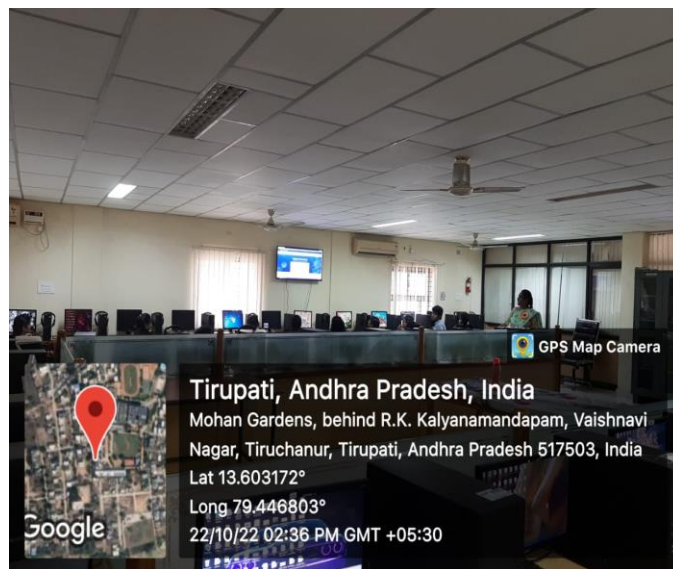 GPS Map Camera
Tirupati, Andhra Pradesh, India
Mohan Gardens, behind R.K. Kalyanamandapam, Vaishnavi
Nagar, Tiruchanur, Tirupati, Andhra Pradesh 517503, India
Lat 13.603172°
Long 79.446803°
22/10/22 02:36 PM GMT +05:30
Google